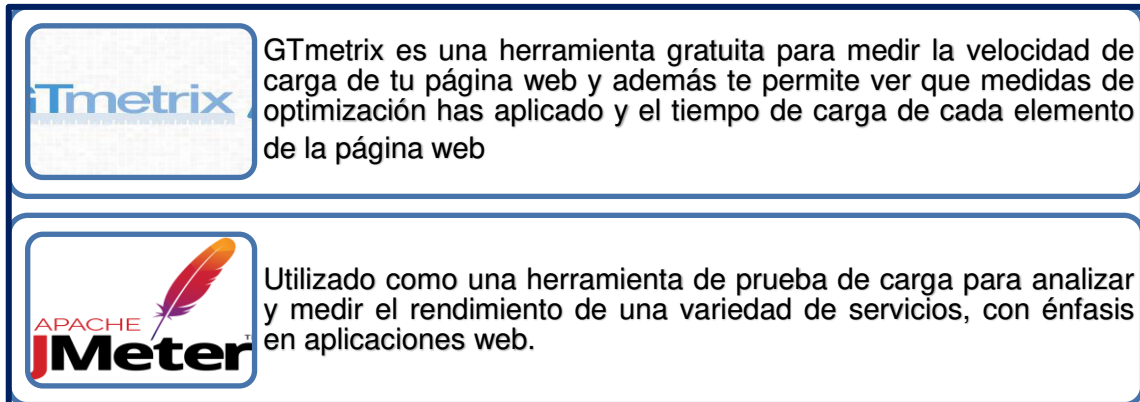 GTmetrix es una herramienta gratuita para medir la velocidad de
carga de tu página web y además te permite ver que medidas de
optimización has aplicado y el tiempo de carga de cada elemento
de la página web
Tmetrix
Utilizado como una herramienta de prueba de carga para analizar
y medir el rendimiento de una variedad de servicios, con énfasis
en aplicaciones web.
APACHE
JMeter